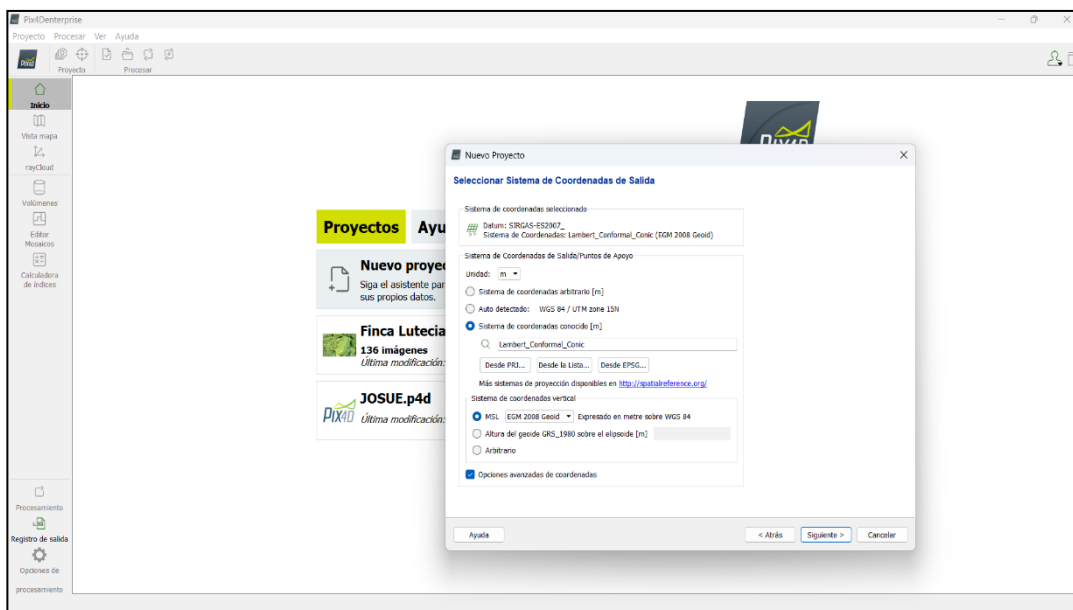 Pix4Denterprise
Proyecto Procesar Ver Ayuda
Proyecto Procesar
Inicio
Vista mapa
rayCloud
Volúmenes
Editor
Mosaicos
Calculadora
de índices
Procesamiento
Registro de salida
Opciones de
procesamiento
Proyectos Ayu
Nuevo proye
Siga el asistente par
sus propios datos.
Finca Lutecia
136 imágenes
Última modificación:
PIX4D
JOSUE.p4d
Última modificación:
PIX4D
Nuevo Proyecto
Seleccionar Sistema de Coordenadas de Salida
Sistema de coordenadas seleccionado
Datum: SIRGAS-ES2007_
Sistema de Coordenadas: Lambert_Conformal_Conic (EGM 2008 Geoid)
Sistema de Coordenadas de Salida/Puntos de Apoyo
Unidad: m
Sistema de coordenadas arbitrario [m]
Auto detectado: WGS 84 / UTM zone 15N
Sistema de coordenadas conocido [m]
Lambert_Conformal_Conic
Desde PRJ... Desde la Lista... Desde EPSG...
Más sistemas de proyección disponibles en http://spatialreference.org/
Sistema de coordenadas vertical
MSL EGM 2008 Geoid Expresado en metre sobre WGS 84
Altura del geoide GRS_1980 sobre el elipsoide [m]
Arbitrario
Opciones avanzadas de coordenadas
Ayuda < Atrás Siguiente > Cancelar